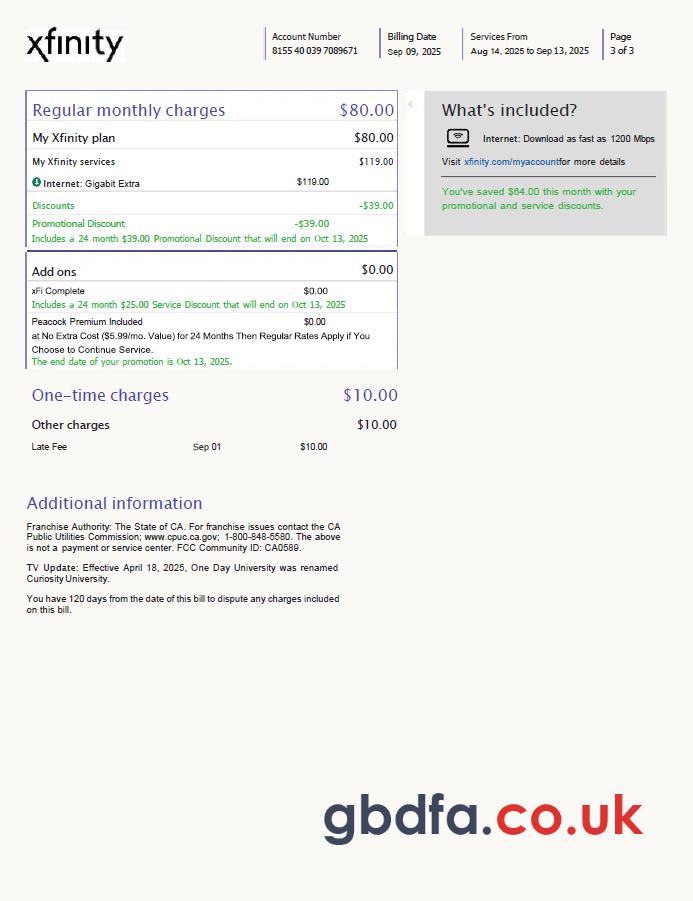 xfinity
Account Number
8155 40 039 7089671
Billing Date
Sep 09, 2025
Services From
Aug 14, 2025 to Sep 13, 2025
Page
3 of 3
Regular monthly charges $80.00
My Xfinity plan $80.00
My Xfinity services $119.00
Internet: Gigabit Extra $119.00
Discounts -$39.00
Promotional Discount -$39.00
Includes a 24 month $39.00 Promotional Discount that will end on Oct 13, 2025
Add ons $0.00
xFi Complete $0.00
Includes a 24 month $25.00 Service Discount that will end on Oct 13, 2025
Peacock Premium Included $0.00
at No Extra Cost ($5.99/mo. Value) for 24 Months Then Regular Rates Apply if You
Choose to Continue Service.
The end date of your promotion is Oct 13, 2025.
One-time charges $10.00
Other charges $10.00
Late Fee Sep 01 $10.00
What's included?
Internet: Download as fast as 1200 Mbps
Visit xfinity.com/myaccountfor more details
You've saved $64.00 this month with your
promotional and service discounts.
Additional information
Franchise Authority: The State of CA. For franchise issues contact the CA
Public Utilities Commission; www.cpuc.ca.gov; 1-800-848-5580. The above
is not a payment or service center. FCC Community ID: CA0589.
TV Update: Effective April 18, 2025, One Day University was renamed
Curiosity University.
You have 120 days from the date of this bill to dispute any charges included
on this bill.
gbdfa.co.uk